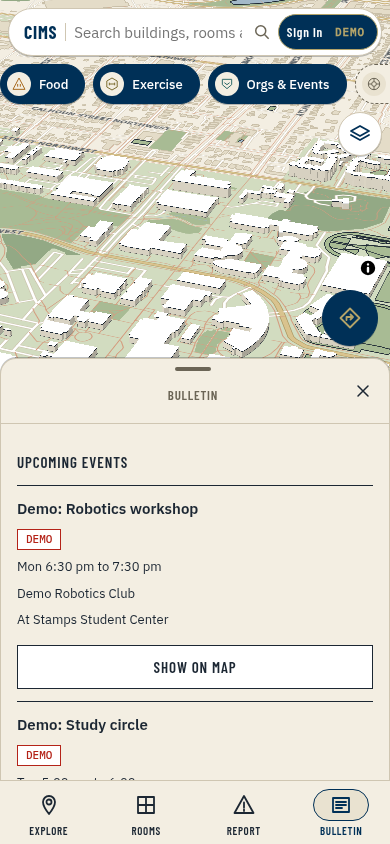 CIMS
Search buildings, rooms
Sign In DEMO
Food
Exercise
Orgs & Events
BULLETIN
UPCOMING EVENTS
Demo: Robotics workshop
DEMO
Mon 6:30 pm to 7:30 pm
Demo Robotics Club
At Stamps Student Center
SHOW ON MAP
Demo: Study circle
DEMO
EXPLORE
ROOMS
REPORT
BULLETIN